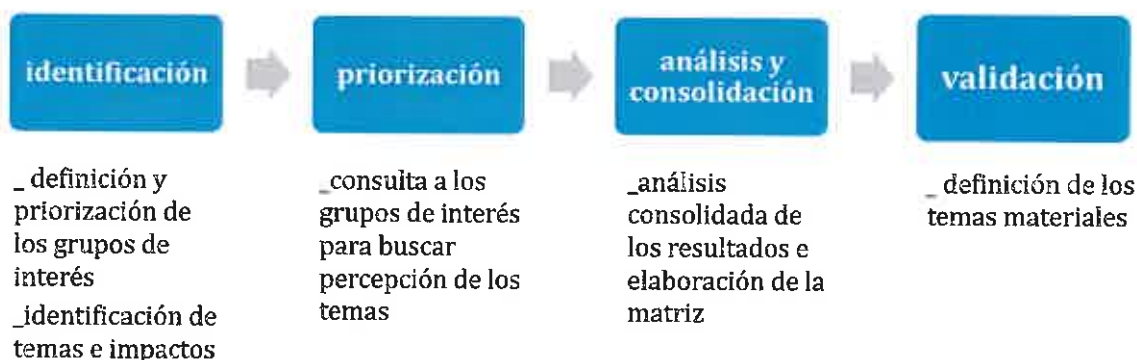 identificación
priorización
análisis y
consolidación
validación
_ definición y
priorización de
los grupos de
interés
_identificación de
temas e impactos
_consulta a los
grupos de interés
para buscar
percepción de los
temas
_análisis
consolidada de
los resultados e
elaboración de la
matriz
_ definición de los
temas materiales